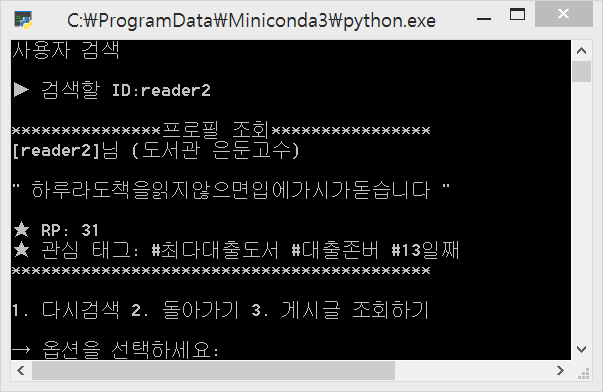 C:\ProgramData\Miniconda3\python.exe
사용자 검색
▶ 검색할 ID:reader2
***************프로필 조회****************
[reader2]님 (도서관 은둔고수)
" 하루라도책을읽지않으면입에가시가돋습니다 "
★ RP: 31
★ 관심 태그: #최다대출도서 #대출존버 #13일째
******************************************
1. 다시검색 2. 돌아가기 3. 게시글 조회하기
→ 옵션을 선택하세요: